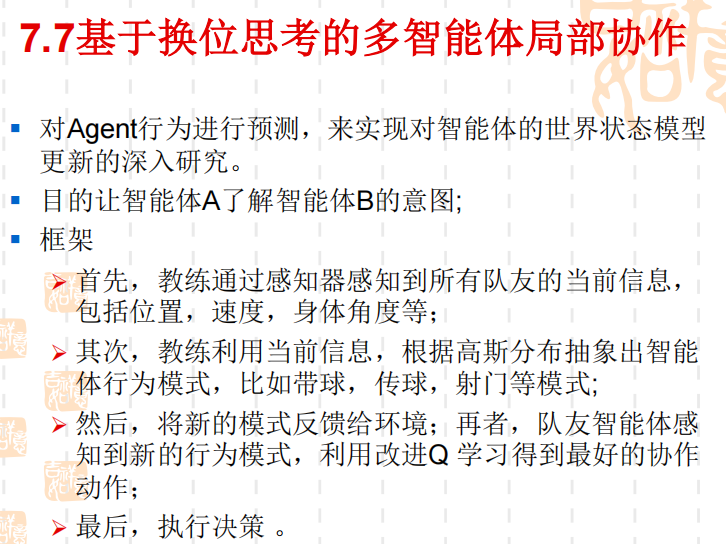 7.7基于换位思考的多智能体局部协作
对Agent行为进行预测，来实现对智能体的世界状态模型
更新的深入研究。
目的让智能体A了解智能体B的意图;
框架
首先，教练通过感知器感知到所有队友的当前信息，
包括位置，速度，身体角度等；
其次，教练利用当前信息，根据高斯分布抽象出智能
体行为模式，比如带球，传球，射门等模式;
然后，将新的模式反馈给环境；再者，队友智能体感
知到新的行为模式，利用改进Q 学习得到最好的协作
动作；
最后，执行决策 。